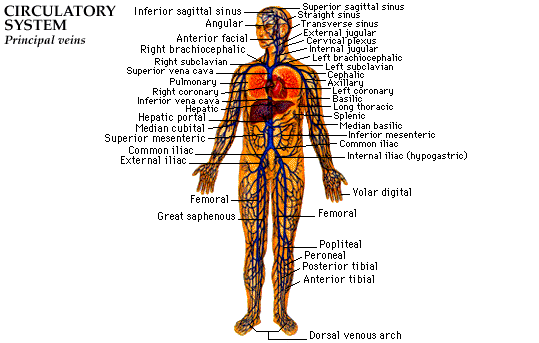 CIRCULATORY
SYSTEM
Principal veins
Inferior sagittal sinus
Angular
Anterior facial
Right brachiocephalic
Right subclavian
Superior vena cava
Pulmonary
Right coronary
Inferior vena cava
Hepatic
Hepatic portal
Median cubital
Superior mesenteric
Common iliac
External iliac
Femoral
Great saphenous
Superior sagittal sinus
Straight sinus
Transverse sinus
External jugular
Cervical plexus
Internal jugular
Left brachiocephalic
Left subclavian
Cephalic
Axillary
Left coronary
Basilic
Long thoracic
Splenic
Median basilic
Inferior mesenteric
Common iliac
Internal iliac (hypogastric)
Volar digital
Femoral
Popliteal
Peroneal
Posterior tibial
Anterior tibial
Dorsal venous arch